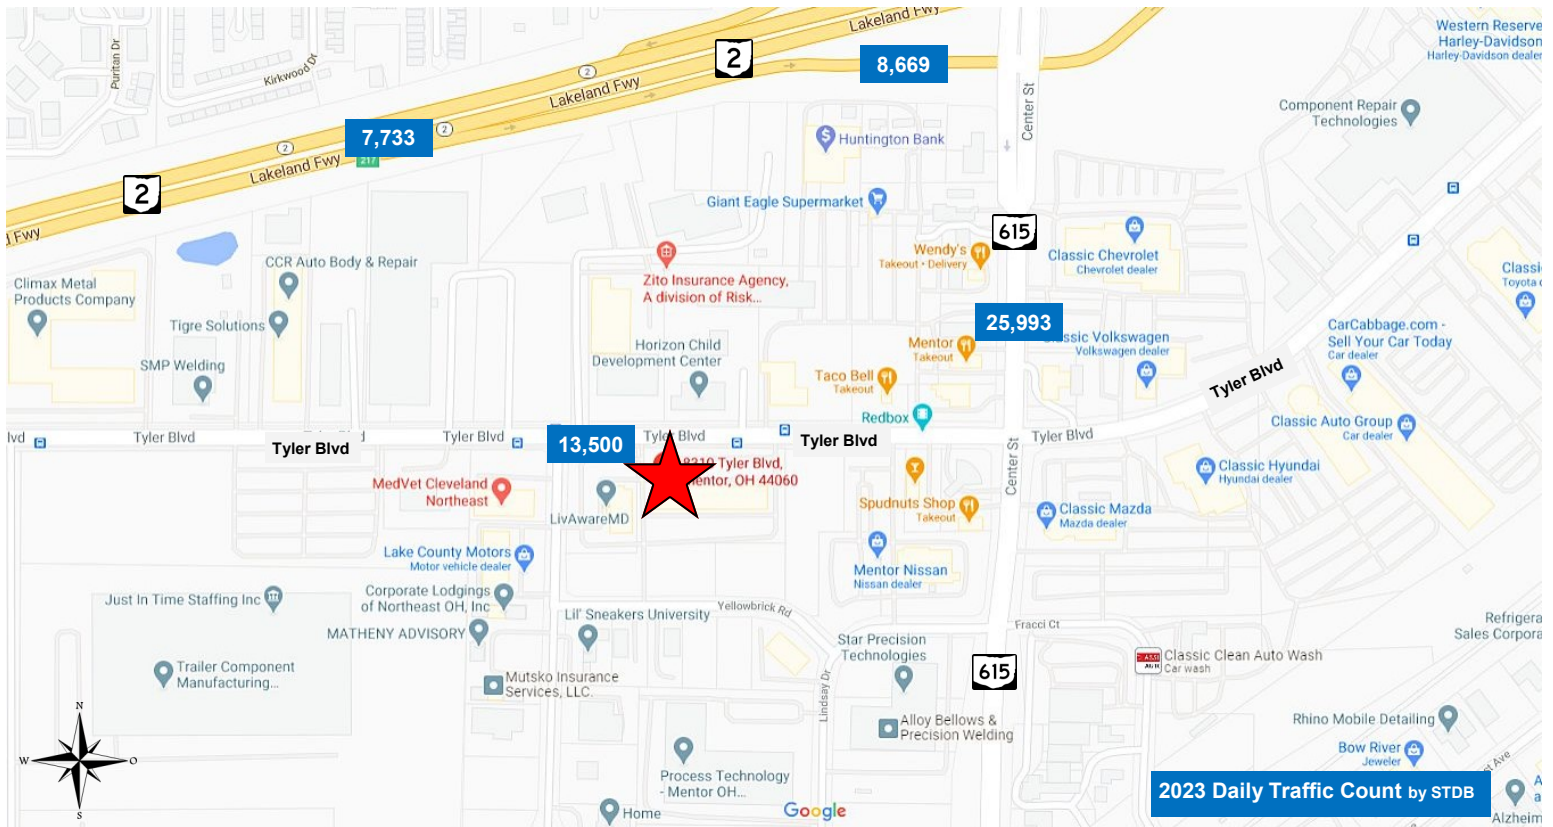 Lakeland Fwy
Lakeland Fwy
Western Reserve
Harley-Davidson
Harley-Davidson dealer
Puritan Dr
Kirkwood Dr
2
8,669
2
Lakeland Fwy
Center St
Component Repair
Technologies
7,733
2
2
217
Lakeland Fwy
Huntington Bank
2
Giant Eagle Supermarket
Fwy
615
Wendy's
Takeout • Delivery
Classic Chevrolet
Chevrolet dealer
CCR Auto Body & Repair
Climax Metal
Products Company
Zito Insurance Agency,
A division of Risk...
Toyota
25,993
Tigre Solutions
CarCabbage.com -
Sell Your Car Today
Car dealer
Horizon Child
Development Center
Mentor
Takeout
Volkswagen
Volkswagen dealer
SMP Welding
Taco Bell
Takeout
Tyler Blvd
Redbox
Classic Auto Group
Car dealer
lvd
Tyler Blvd
Tyler Blvd
Tyler Blvd
13,500
Tyler Blvd
Tyler Blvd
Tyler Blvd
Center St
8310 Tyler Blvd,
Mentor, OH 44060
Classic Hyundai
Hyundai dealer
MedVet Cleveland
Northeast
LivAwareMD
Spudnuts Shop
Takeout
Classic Mazda
Mazda dealer
Lake County Motors
Motor vehicle dealer
Mentor Nissan
Nissan dealer
Just In Time Staffing Inc
Corporate Lodgings
of Northeast OH, Inc
Lil' Sneakers University
Yellowbrick Rd
Fracci Ct
MATHENY ADVISORY
Star Precision
Technologies
Refrigera
Sales Corpora
615
Classic Clean Auto Wash
Car wash
Trailer Component
Manufacturing...
Mutsko Insurance
Services, LLC.
Lindsay Dr
N
W
O
S
Alloy Bellows &
Precision Welding
Rhino Mobile Detailing
Bow River
Jeweler
Process Technology
- Mentor OH...
Home
Google
2023 Daily Traffic Count by STDB
Alzheim